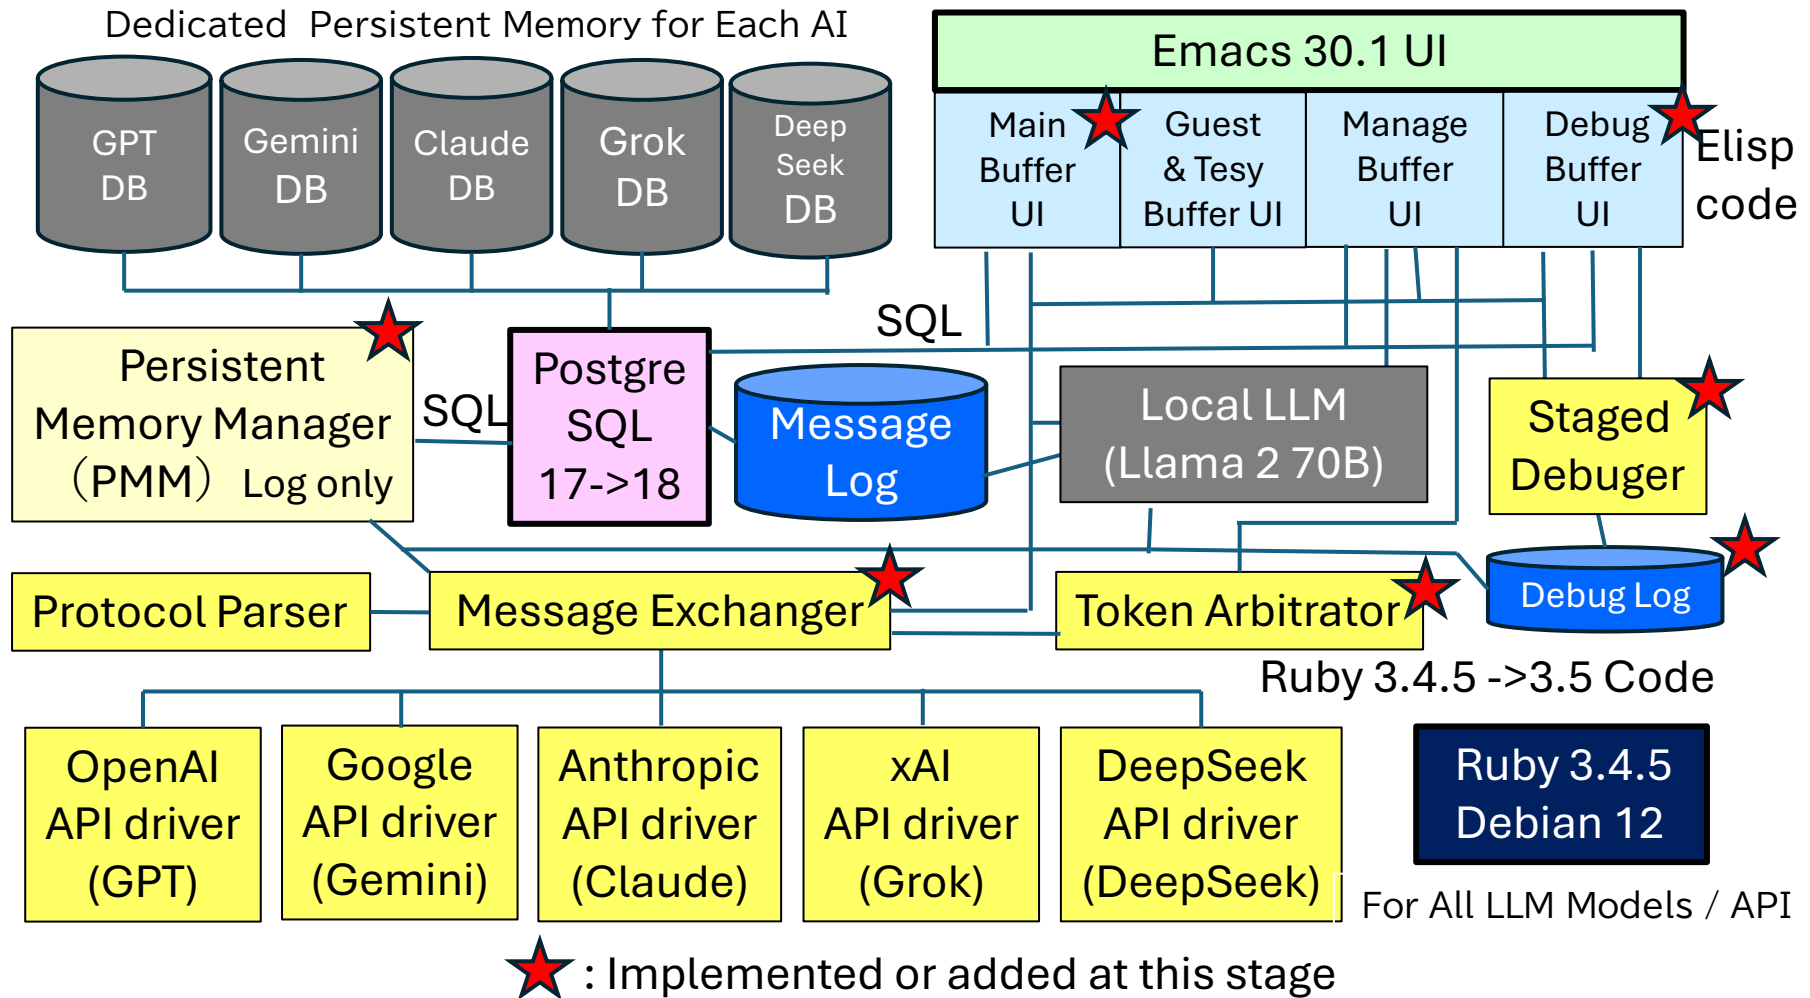 Dedicated  Persistent Memory for Each AI
GPT
DB
Gemini
DB
Claude
DB
Grok
DB
Deep
Seek
DB
Emacs 30.1 UI
Main
Buffer
UI
Guest
& Tesy
Buffer UI
Manage
Buffer
UI
Debug
Buffer
UI
Elisp
code
SQL
Persistent
Memory Manager
（PMM） Log only
SQL
Postgre
SQL
17->18
Message
Log
Local LLM
(Llama 2 70B)
Staged
Debuger
Debug Log
Protocol Parser
Message Exchanger
Token Arbitrator
Ruby 3.4.5 ->3.5 Code
OpenAI
API driver
(GPT)
Google
API driver
(Gemini)
Anthropic
API driver
(Claude)
xAI
API driver
(Grok)
DeepSeek
API driver
(DeepSeek)
Ruby 3.4.5
Debian 12
For All LLM Models / API
: Implemented or added at this stage